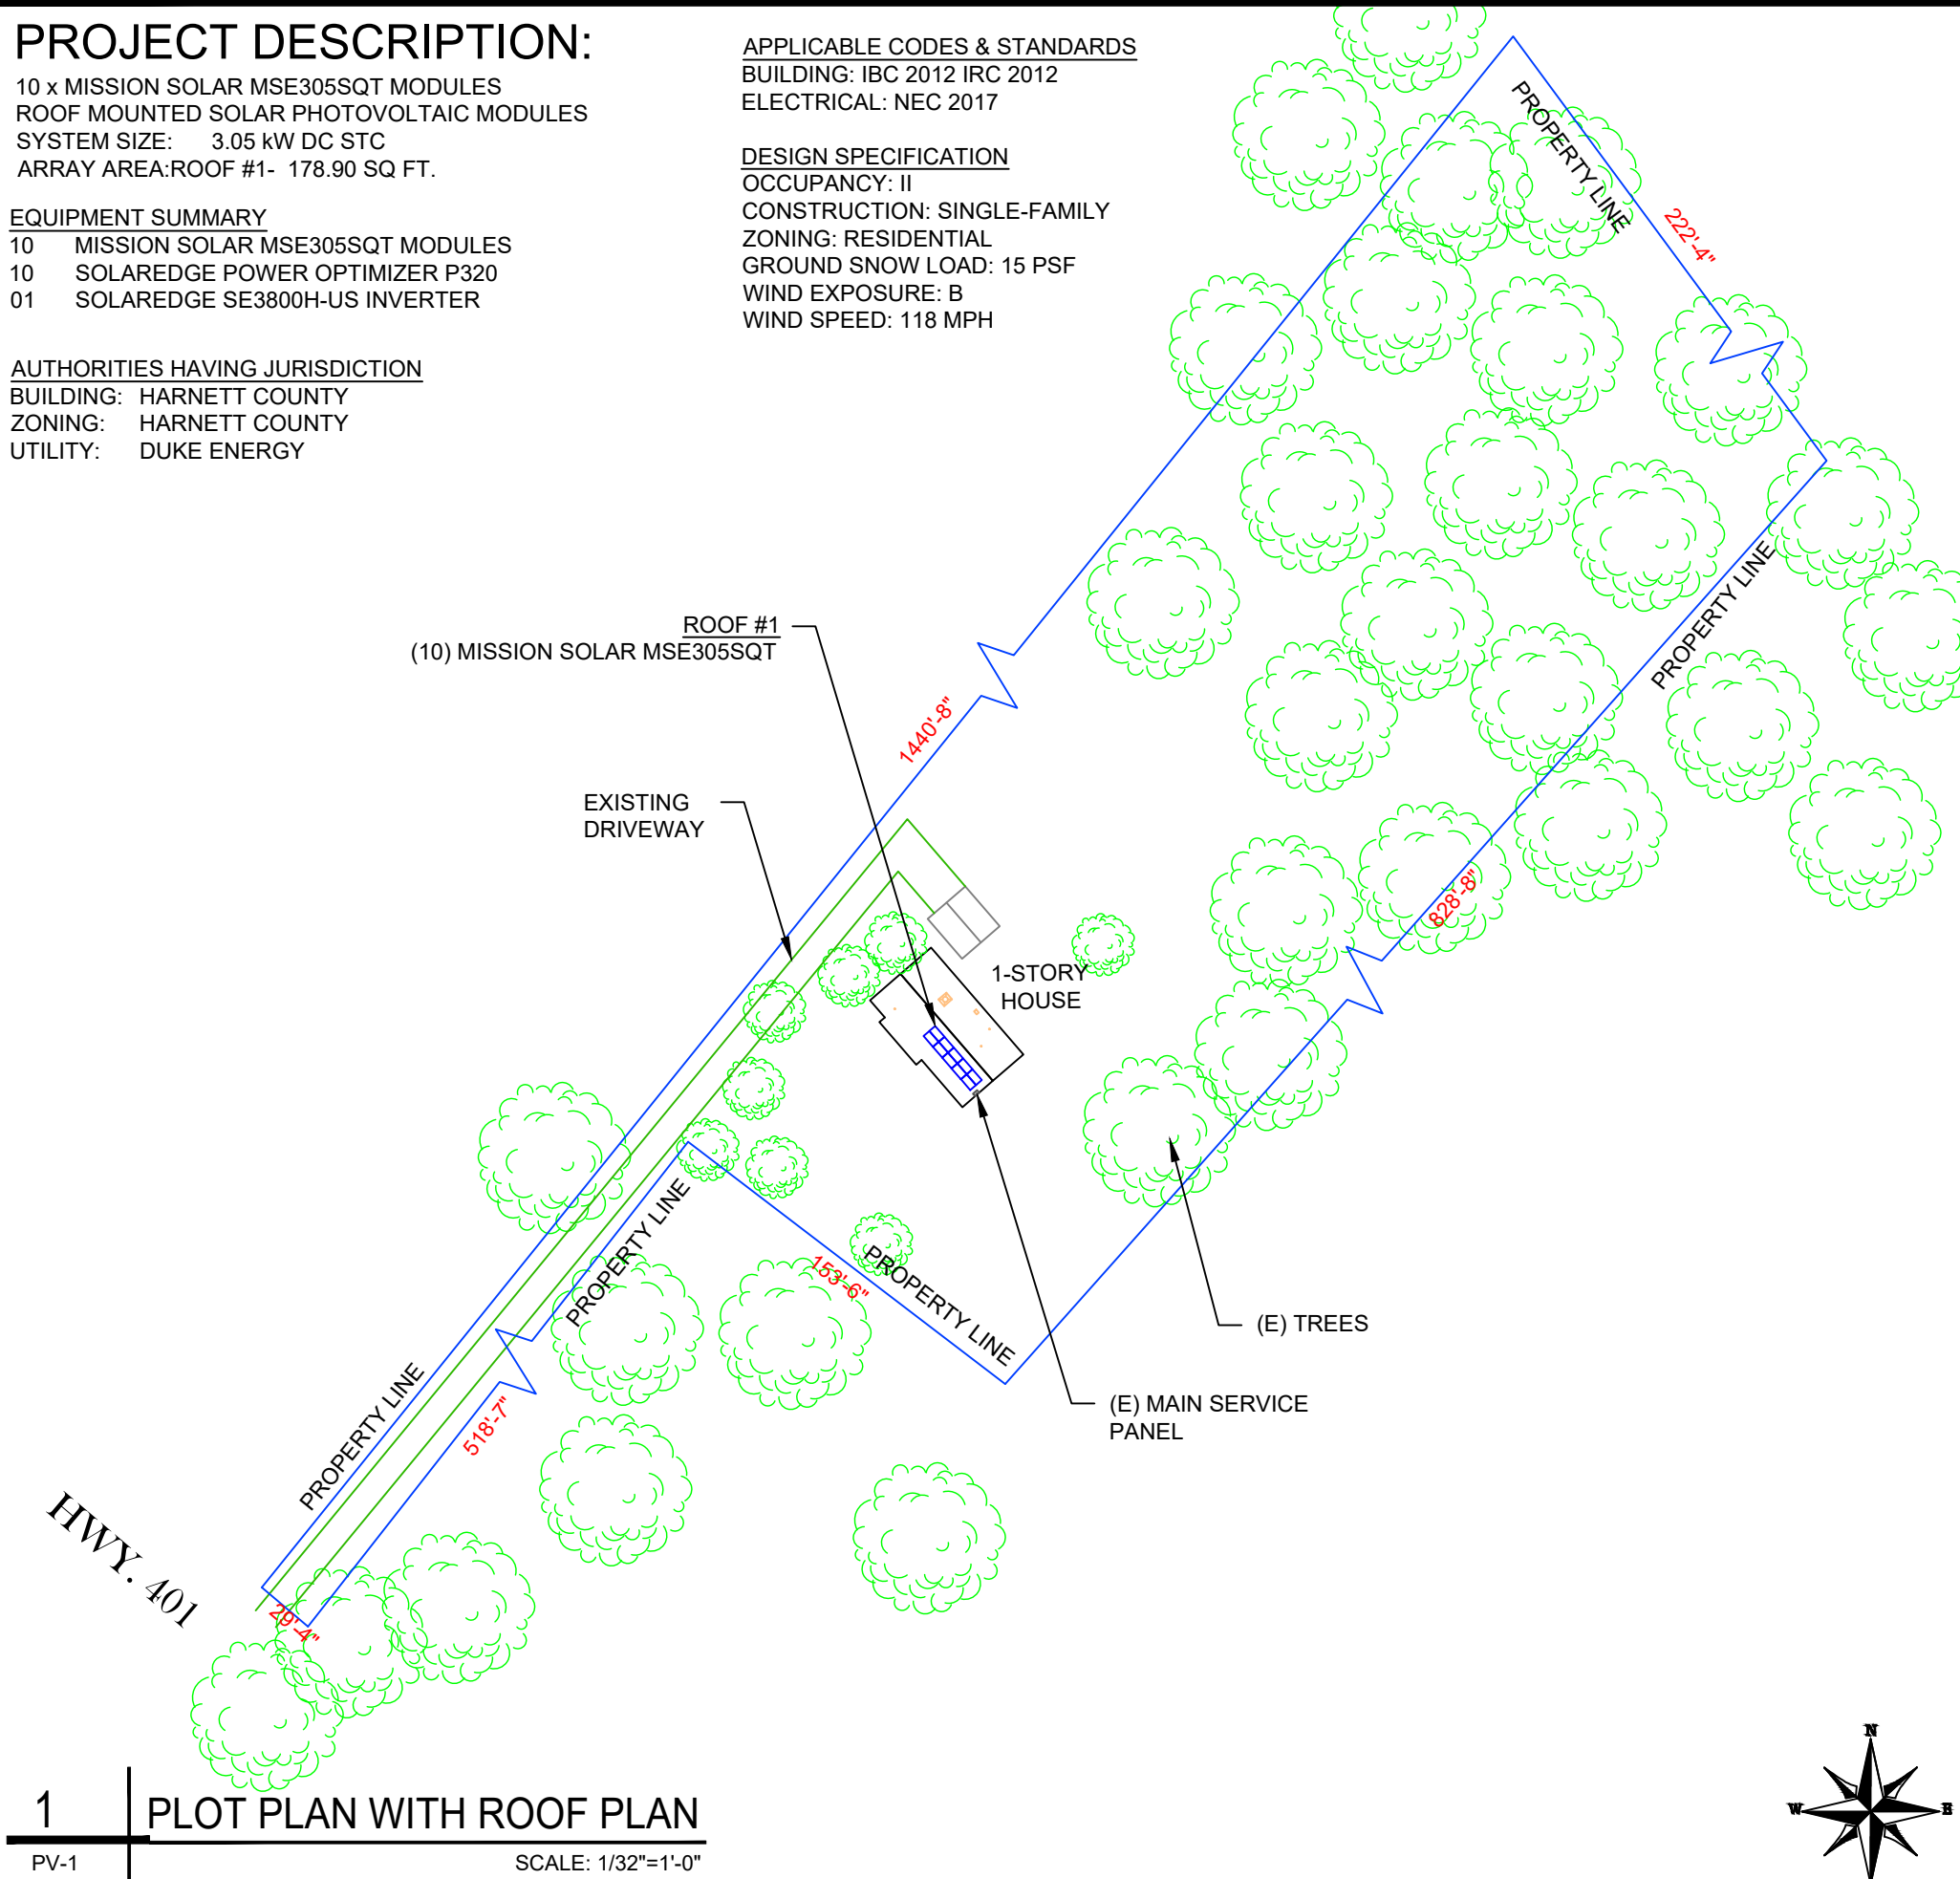 PROJECT DESCRIPTION:
10 x MISSION SOLAR MSE305SQT MODULES
ROOF MOUNTED SOLAR PHOTOVOLTAIC MODULES
SYSTEM SIZE: 3.05 kW DC STC
ARRAY AREA:ROOF #1- 178.90 SQ FT.
EQUIPMENT SUMMARY
10 MISSION SOLAR MSE305SQT MODULES
10 SOLAREDGE POWER OPTIMIZER P320
01 SOLAREDGE SE3800H-US INVERTER
AUTHORITIES HAVING JURISDICTION
BUILDING: HARNETT COUNTY
ZONING: HARNETT COUNTY
UTILITY: DUKE ENERGY
APPLICABLE CODES & STANDARDS
BUILDING: IBC 2012 IRC 2012
ELECTRICAL: NEC 2017
DESIGN SPECIFICATION
OCCUPANCY: II
CONSTRUCTION: SINGLE-FAMILY
ZONING: RESIDENTIAL
GROUND SNOW LOAD: 15 PSF
WIND EXPOSURE: B
WIND SPEED: 118 MPH
PROPERTY LINE
222'-4"
PROPERTY LINE
ROOF #1
(10) MISSION SOLAR MSE305SQT
1440'-8"
EXISTING
DRIVEWAY
828'-8"
1-STORY
HOUSE
PROPERTY LINE
153'-6"
PROPERTY LINE
(E) TREES
(E) MAIN SERVICE
PANEL
PROPERTY LINE
518'-7"
HWY. 401
29'-4"
N
W
E
1
PLOT PLAN WITH ROOF PLAN
PV-1
SCALE: 1/32"=1'-0"